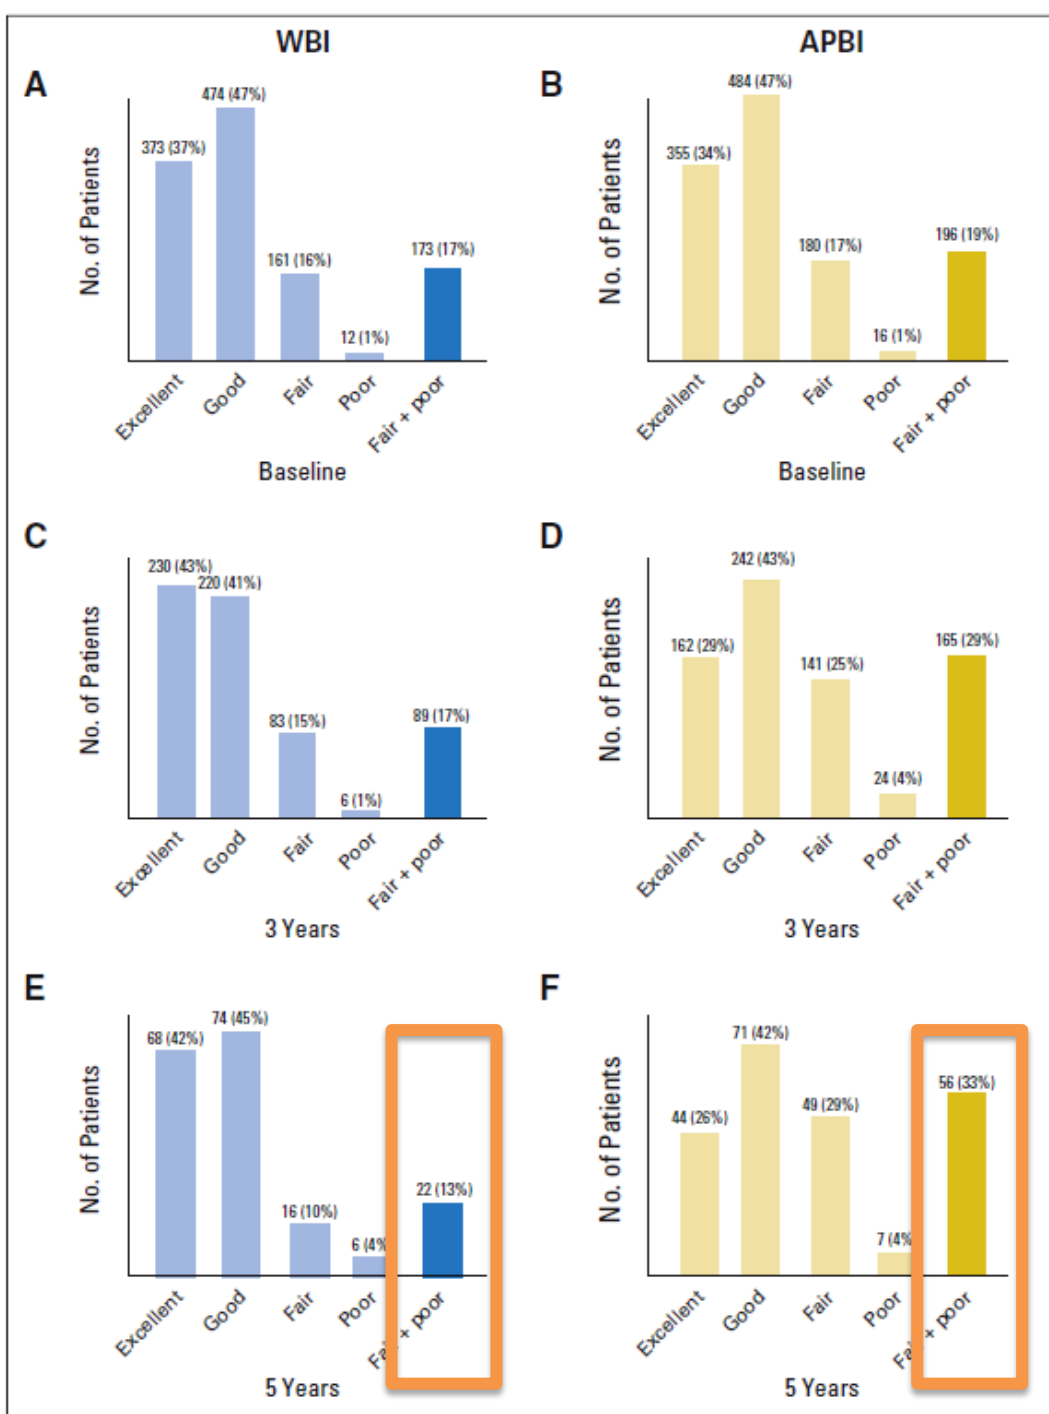 WBI
APBI
A
No. of Patients
373 (37%)
474 (47%)
161 (16%)
12 (1%)
173 (17%)
Excellent
Good
Fair
Poor
Fair + poor
Baseline
B
No. of Patients
355 (34%)
484 (47%)
180 (17%)
16 (1%)
196 (19%)
Excellent
Good
Fair
Poor
Fair + poor
Baseline
C
No. of Patients
230 (43%)
220 (41%)
83 (15%)
6 (1%)
89 (17%)
Excellent
Good
Fair
Poor
Fair + poor
3 Years
D
No. of Patients
162 (29%)
242 (43%)
141 (25%)
24 (4%)
165 (29%)
Excellent
Good
Fair
Poor
Fair + poor
3 Years
E
No. of Patients
68 (42%)
74 (45%)
16 (10%)
6 (4%
22 (13%)
Excellent
Good
Fair
Poor
Fair + poor
5 Years
F
No. of Patients
44 (26%)
71 (42%)
49 (29%)
7 (4%
56 (33%)
Excellent
Good
Fair
Poor
Fair + poor
5 Years